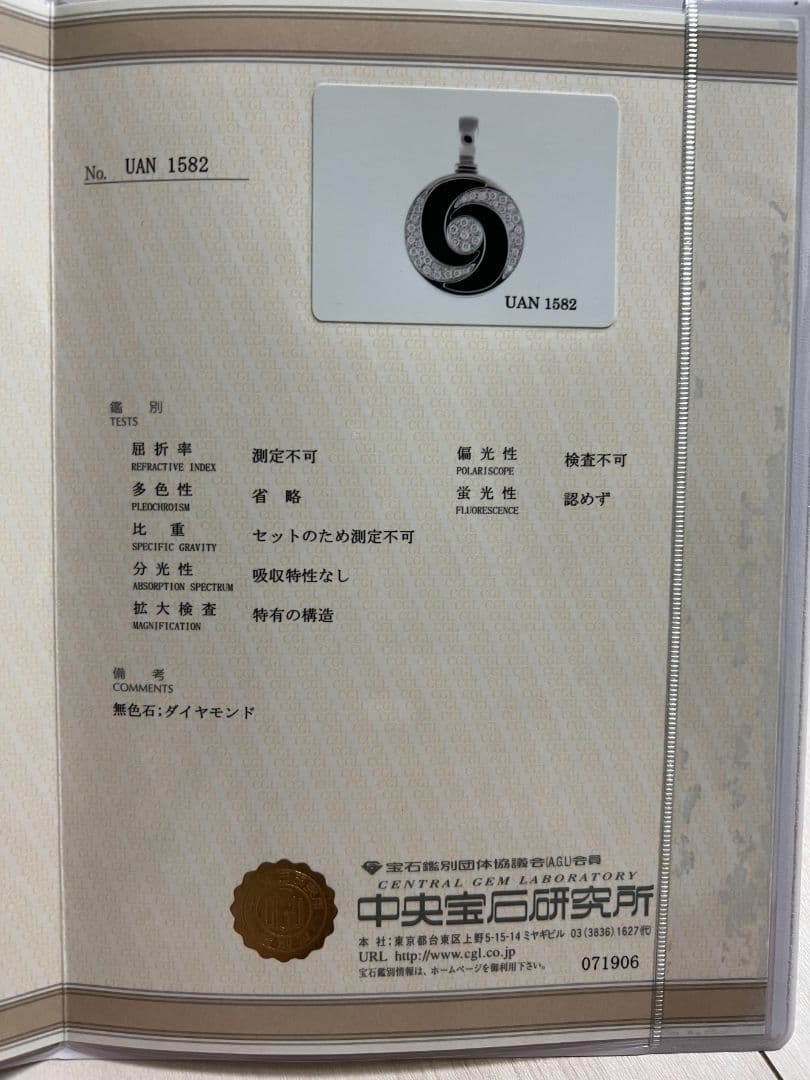 No. UAN 1582
UAN 1582
鑑 別
TESTS
屈 折 率 測定不可
REFRACTIVE INDEX
偏 光 性 検査不可
POLARISCOPE
多 色 性 省 略
PLEOCHROISM
蛍 光 性 認めず
FLUORESCENCE
比 重 セットのため測定不可
SPECIFIC GRAVITY
分 光 性 吸収特性なし
ABSORPTION SPECTRUM
拡 大 検 査 特有の構造
MAGNIFICATION
備 考
COMMENTS
無色石;ダイヤモンド
宝石鑑別団体協議会(A.G.L)会員
CENTRAL GEM LABORATORY
中央宝石研究所
本 社;東京都台東区上野5-15-14 ミヤギビル 03(3836)1627(代)
URL http://www.cgl.co.jp
宝石鑑別情報は、ホームページを御利用下さい。
071906